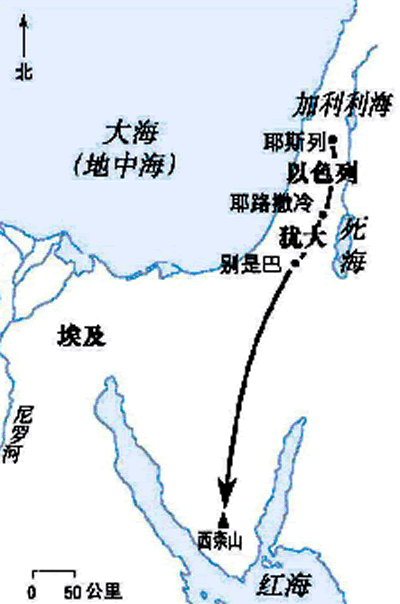 北
加利利海
大海
(地中海)
耶斯列
以色列
耶路撒冷
犹大
死海
别是巴
埃及
尼罗河
西奈山
0 50公里
红海